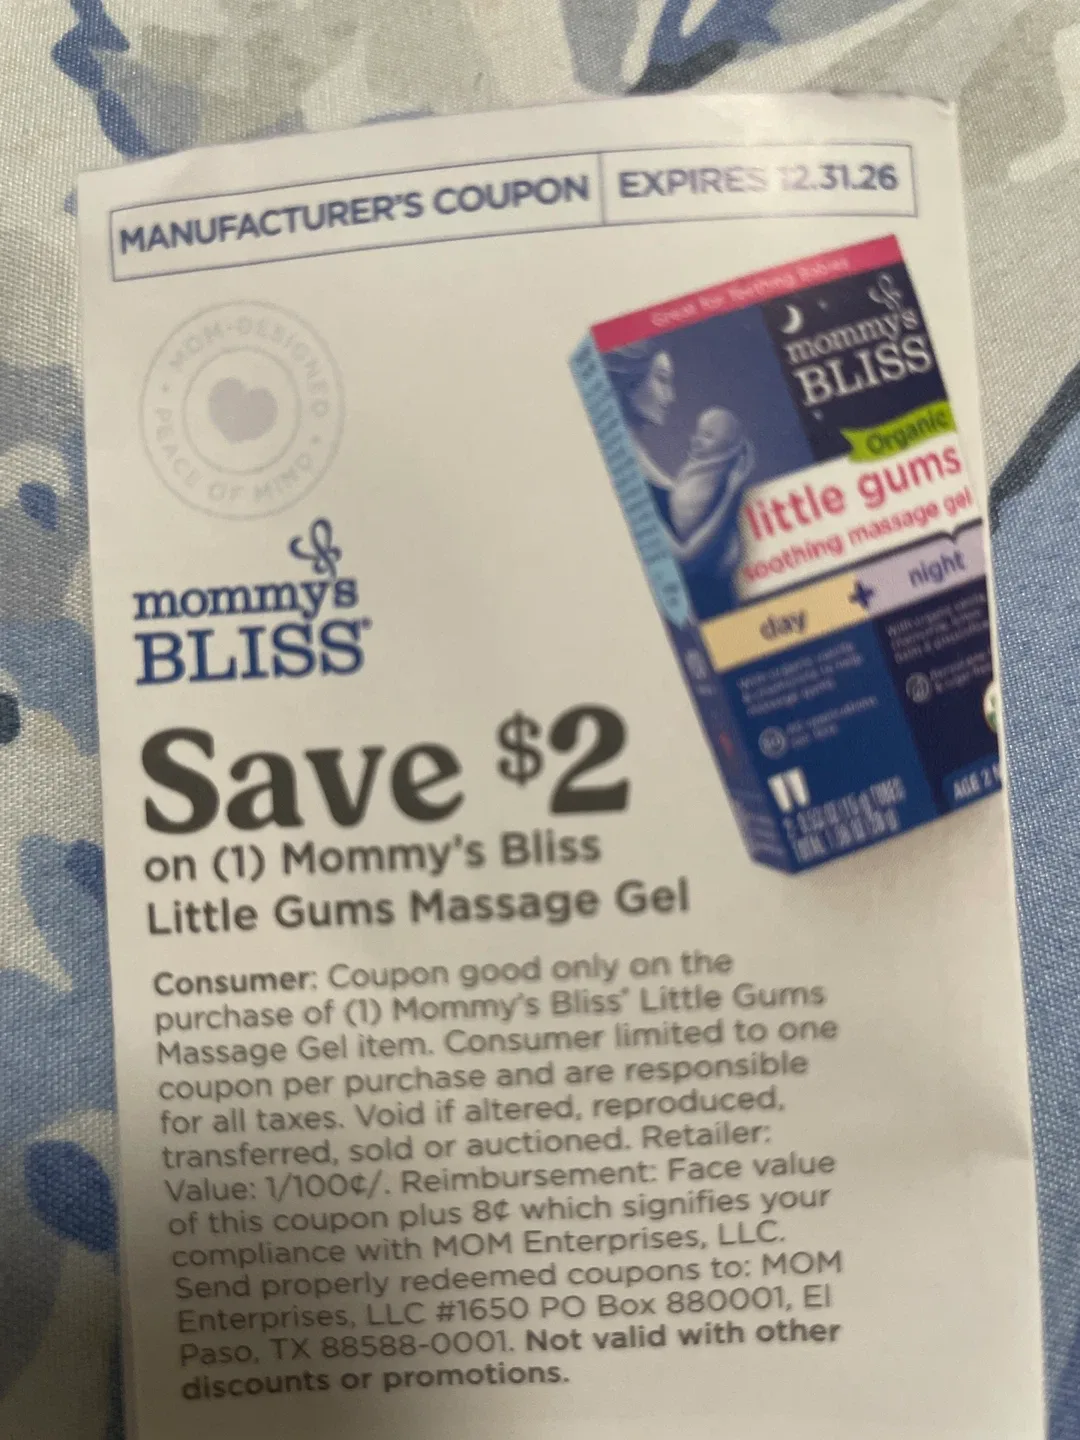 MANUFACTURER'S COUPON
EXPIRES 12.31.26
MOM-DESIGNED • PEACE OF MIND •
mommy's
BLISS®
Great for Teething Babies
mommy's
BLISS
Organic
little gums
soothing massage gel
day + night
AGE 2
Save $2
on (1) Mommy's Bliss
Little Gums Massage Gel
Consumer: Coupon good only on the
purchase of (1) Mommy's Bliss® Little Gums
Massage Gel item. Consumer limited to one
coupon per purchase and are responsible
for all taxes. Void if altered, reproduced,
transferred, sold or auctioned. Retailer:
Value: 1/100¢/. Reimbursement: Face value
of this coupon plus 8¢ which signifies your
compliance with MOM Enterprises, LLC.
Send properly redeemed coupons to: MOM
Enterprises, LLC #1650 PO Box 880001, El
Paso, TX 88588-0001. Not valid with other
discounts or promotions.